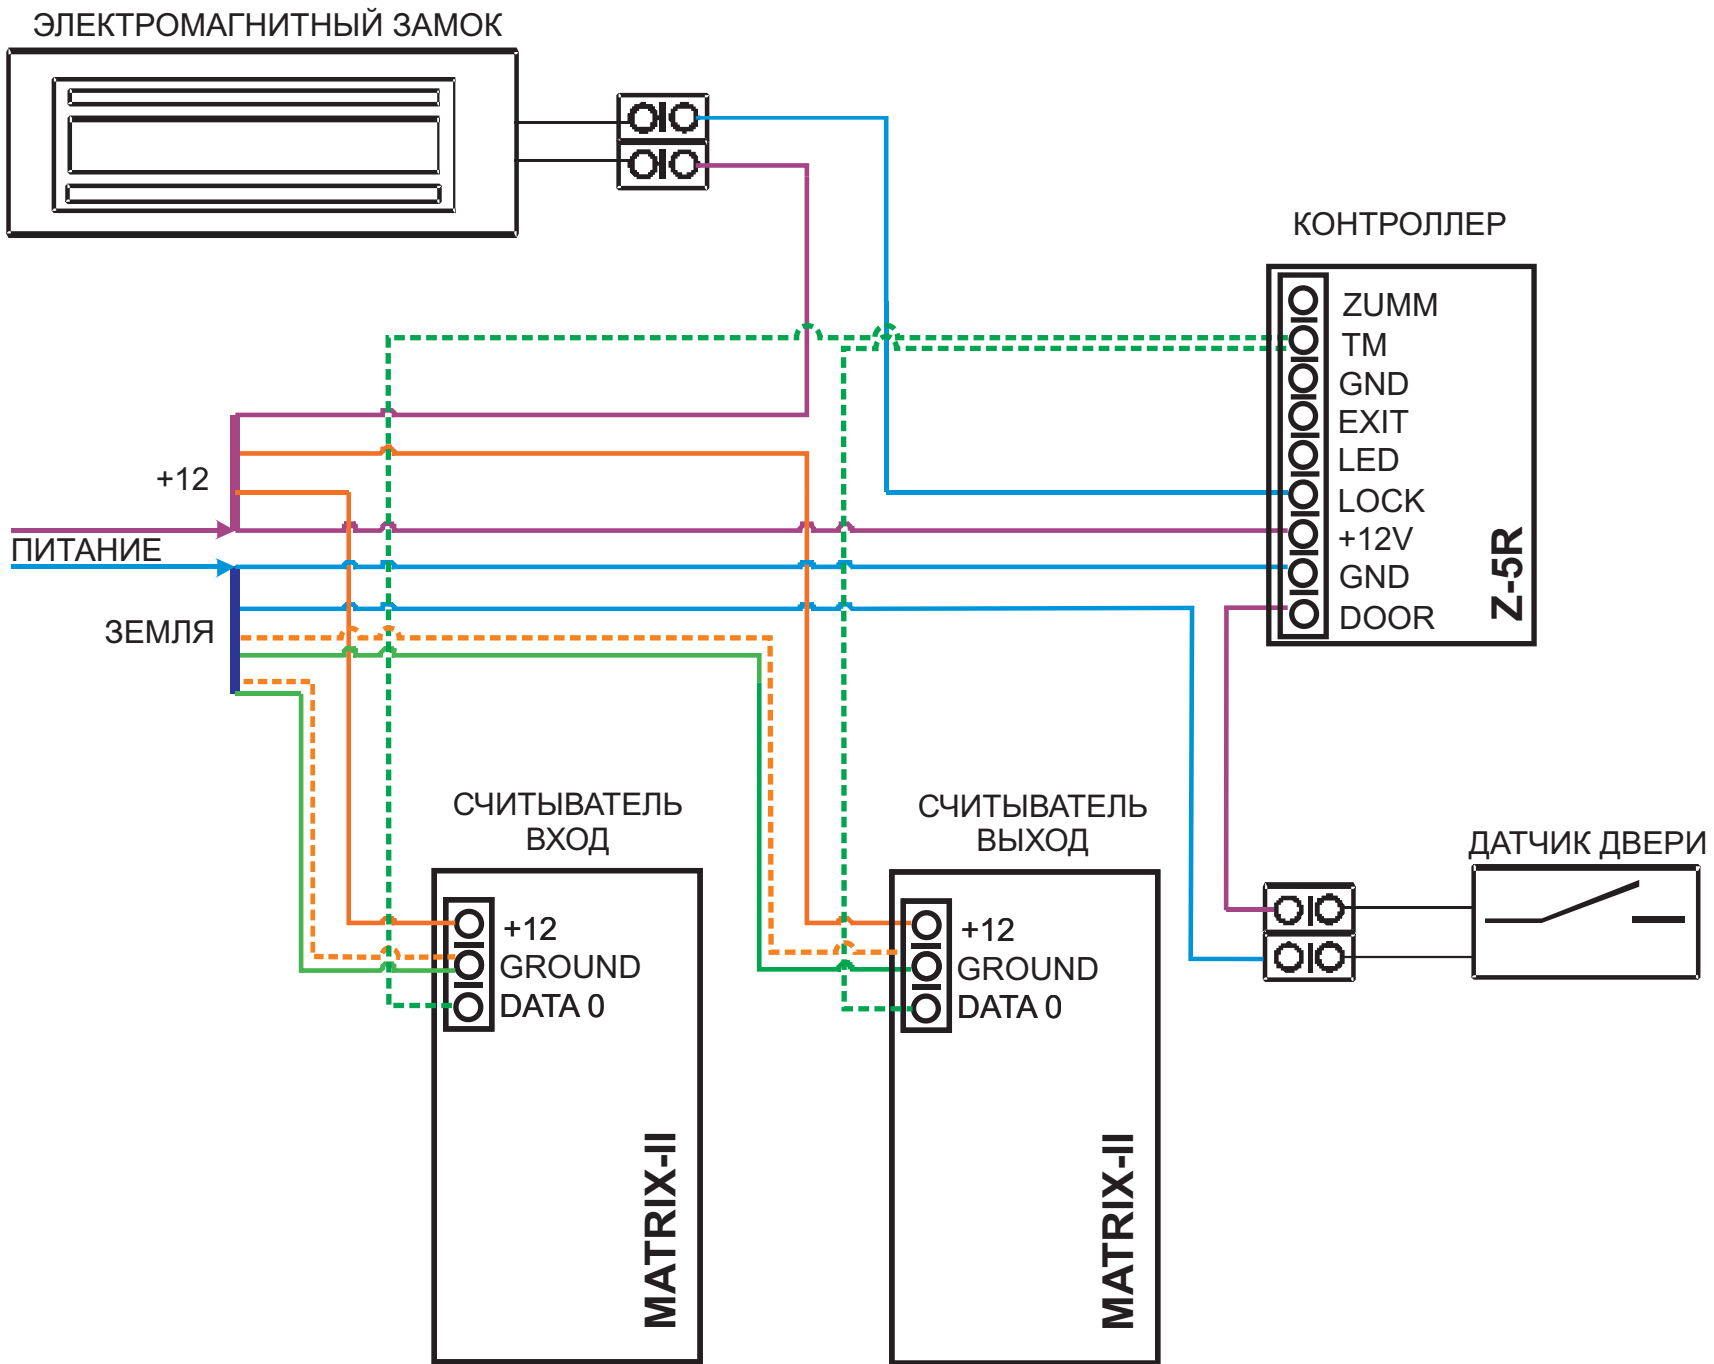 ЭЛЕКТРОМАГНИТНЫЙ ЗАМОК
КОНТРОЛЛЕР
ZUMM
TM
GND
EXIT
LED
LOCK
+12V
GND
DOOR
Z-5R
+12
ПИТАНИЕ
ЗЕМЛЯ
СЧИТЫВАТЕЛЬ
ВХОД
+12
GROUND
DATA 0
MATRIX-II
СЧИТЫВАТЕЛЬ
ВЫХОД
+12
GROUND
DATA 0
MATRIX-II
ДАТЧИК ДВЕРИ